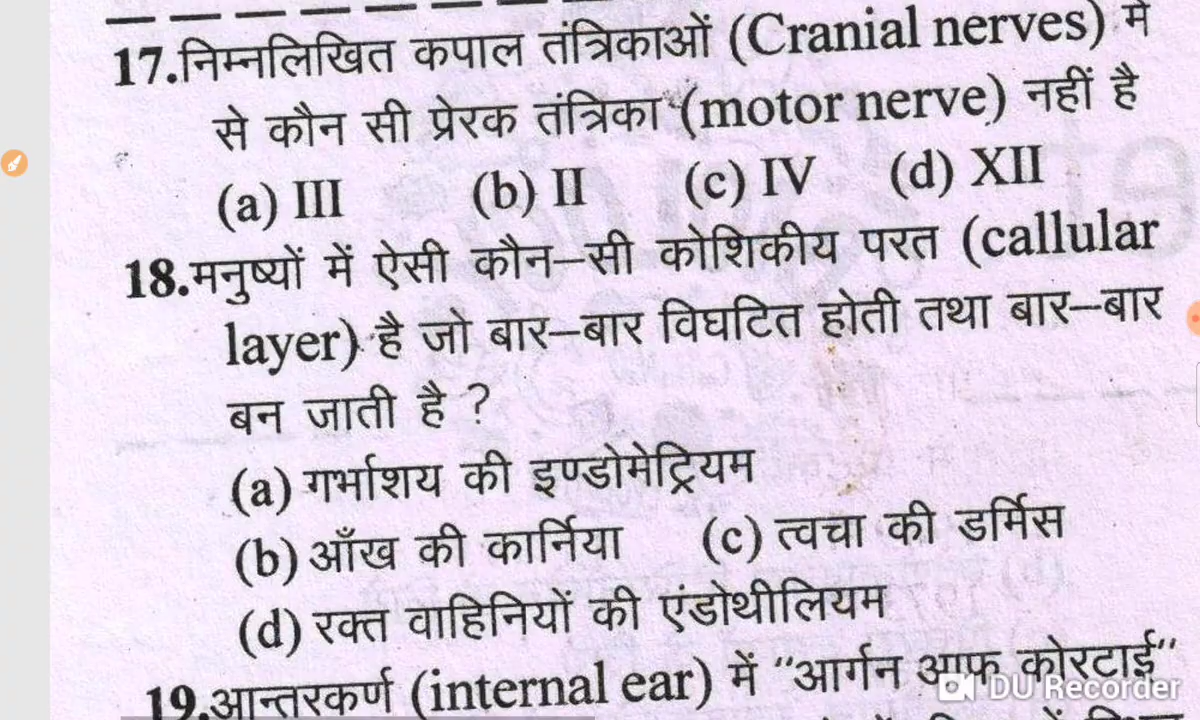 17.निम्नलिखित कपाल तंत्रिकाओं (Cranial nerves) में
से कौन सी प्रेरक तंत्रिका (motor nerve) नहीं है
(a) III (b) II (c) IV (d) XII
18.मनुष्यों में ऐसी कौन–सी कोशिकीय परत (callular
layer) है जो बार–बार विघटित होती तथा बार–बार
बन जाती है ?
(a) गर्भाशय की इण्डोमेट्रियम
(b) आँख की कार्निया (c) त्वचा की डर्मिस
(d) रक्त वाहिनियों की एंडोथीलियम
19.आन्तरकर्ण (internal ear) में “आर्गन आफ कोरटाई”
DU Recorder